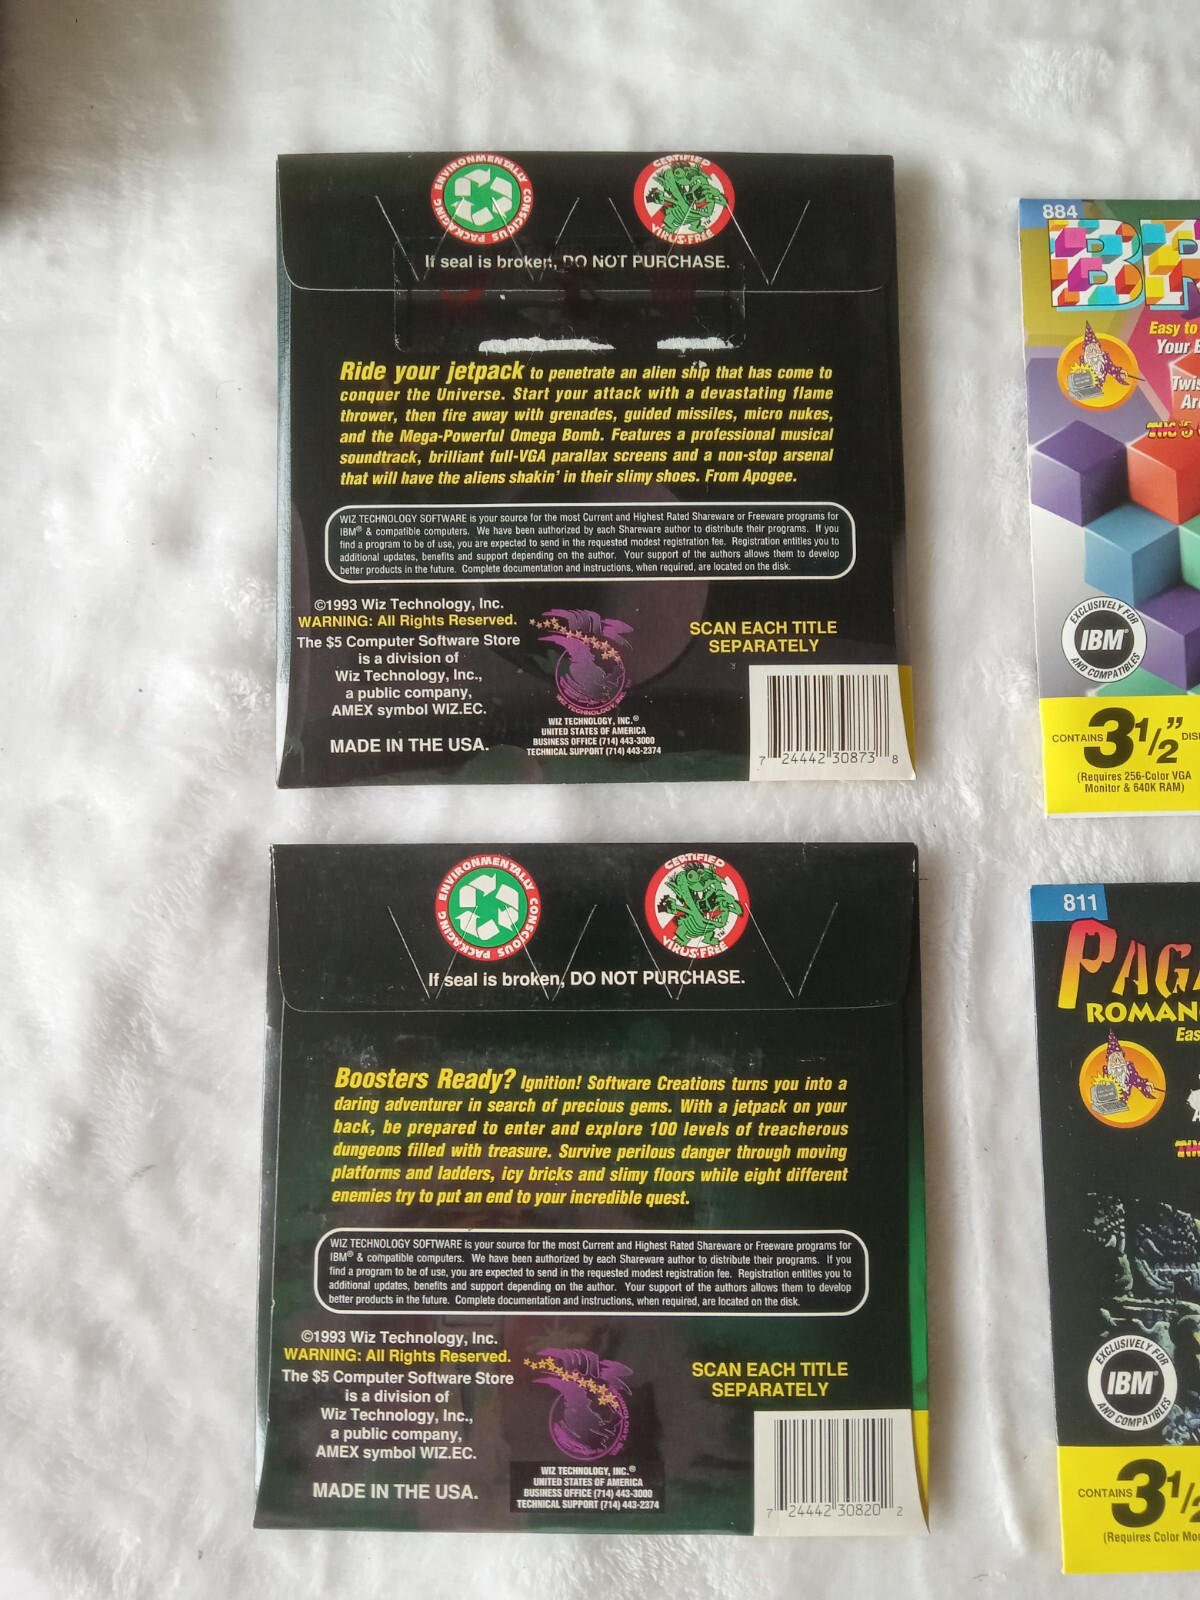 ENVIRONMENTALLY CONSCIOUS PACKAGING
CERTIFIED VIRUS-FREE
TM
If seal is broken, DO NOT PURCHASE.
Ride your jetpack to penetrate an alien ship that has come to
conquer the Universe. Start your attack with a devastating flame
thrower, then fire away with grenades, guided missiles, micro nukes,
and the Mega-Powerful Omega Bomb. Features a professional musical
soundtrack, brilliant full-VGA parallax screens and a non-stop arsenal
that will have the aliens shakin' in their slimy shoes. From Apogee.
WIZ TECHNOLOGY SOFTWARE is your source for the most Current and Highest Rated Shareware or Freeware programs for
IBM® & compatible computers. We have been authorized by each Shareware author to distribute their programs. If you
find a program to be of use, you are expected to send in the requested modest registration fee. Registration entitles you to
additional updates, benefits and support depending on the author. Your support of the authors allows them to develop
better products in the future. Complete documentation and instructions, when required, are located on the disk.
©1993 Wiz Technology, Inc.
WARNING: All Rights Reserved.
The $5 Computer Software Store
is a division of
Wiz Technology, Inc.,
a public company,
AMEX symbol WIZ.EC.
MADE IN THE USA.
WIZ TECHNOLOGY, INC.
WIZ TECHNOLOGY, INC.®
UNITED STATES OF AMERICA
BUSINESS OFFICE (714) 443-3000
TECHNICAL SUPPORT (714) 443-2374
SCAN EACH TITLE
SEPARATELY
7 24442 30873 8
884
BR
Easy to
Your B
Twis
Ar
THE $5
EXCLUSIVELY FOR
IBM®
AND COMPATIBLES
CONTAINS 3 1/2" DIS
(Requires 256-Color VGA
Monitor & 640K RAM)
ENVIRONMENTALLY CONSCIOUS PACKAGING
CERTIFIED VIRUS-FREE
TM
If seal is broken, DO NOT PURCHASE.
Boosters Ready? Ignition! Software Creations turns you into a
daring adventurer in search of precious gems. With a jetpack on your
back, be prepared to enter and explore 100 levels of treacherous
dungeons filled with treasure. Survive perilous danger through moving
platforms and ladders, icy bricks and slimy floors while eight different
enemies try to put an end to your incredible quest.
WIZ TECHNOLOGY SOFTWARE is your source for the most Current and Highest Rated Shareware or Freeware programs for
IBM® & compatible computers. We have been authorized by each Shareware author to distribute their programs. If you
find a program to be of use, you are expected to send in the requested modest registration fee. Registration entitles you to
additional updates, benefits and support depending on the author. Your support of the authors allows them to develop
better products in the future. Complete documentation and instructions, when required, are located on the disk.
©1993 Wiz Technology, Inc.
WARNING: All Rights Reserved.
The $5 Computer Software Store
is a division of
Wiz Technology, Inc.,
a public company,
AMEX symbol WIZ.EC.
MADE IN THE USA.
WIZ TECHNOLOGY, INC.®
UNITED STATES OF AMERICA
BUSINESS OFFICE (714) 443-3000
TECHNICAL SUPPORT (714) 443-2374
SCAN EACH TITLE
SEPARATELY
7 24442 30820 2
811
PAGA
ROMAN
Eas
EXCLUSIVELY FOR
IBM®
AND COMPATIBLES
CONTAINS 3 1/2
(Requires Color Mo